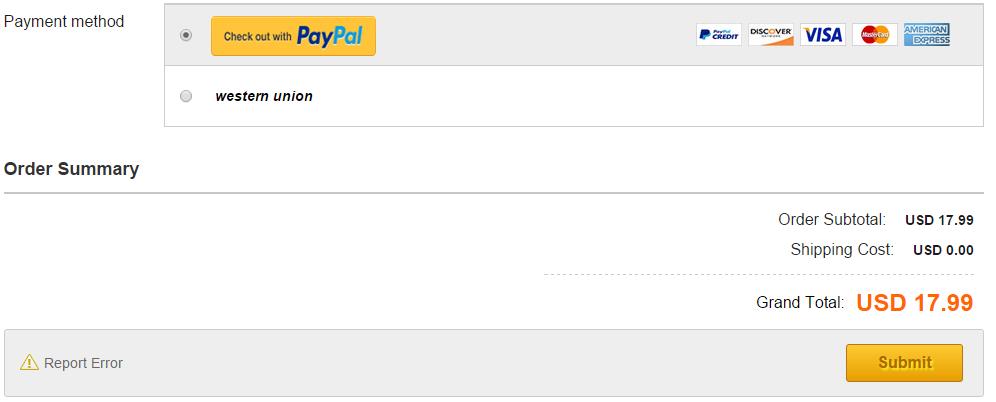 Payment method
Check out with PayPal
PayPal CREDIT
DISCOVER
NETWORK
VISA
MasterCard
AMERICAN EXPRESS
western union
Order Summary
Order Subtotal: USD 17.99
Shipping Cost: USD 0.00
Grand Total: USD 17.99
Report Error
Submit